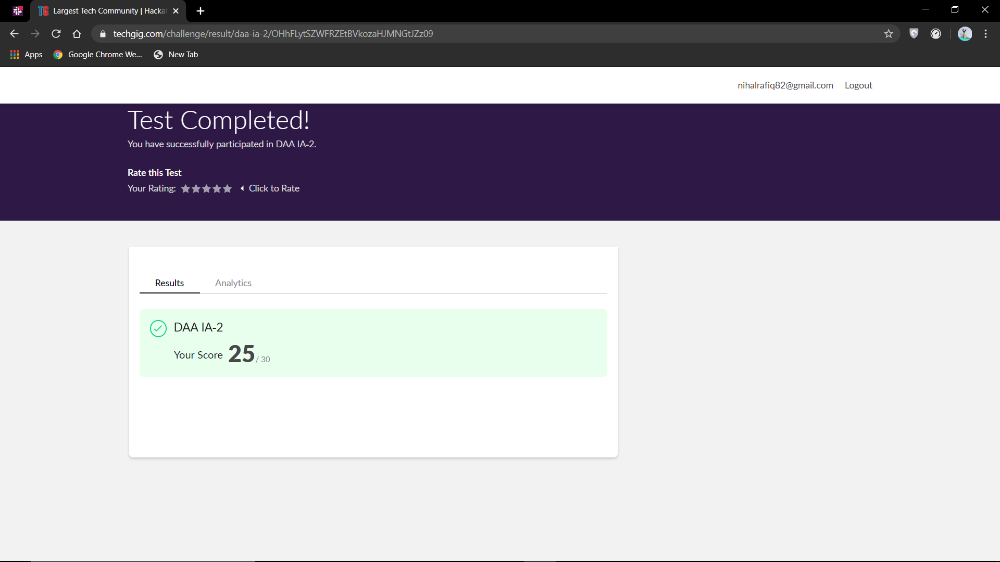 Largest Tech Community | Hacka
techgig.com/challenge/result/daa-ia-2/OHhFLytSZWFRZEtBVkozaHJMNGtJZz09
Apps Google Chrome We... New Tab
nihalrafiq82@gmail.com Logout
Test Completed!
You have successfully participated in DAA IA-2.
Rate this Test
Your Rating: Click to Rate
Results Analytics
DAA IA-2
Your Score 25 / 30